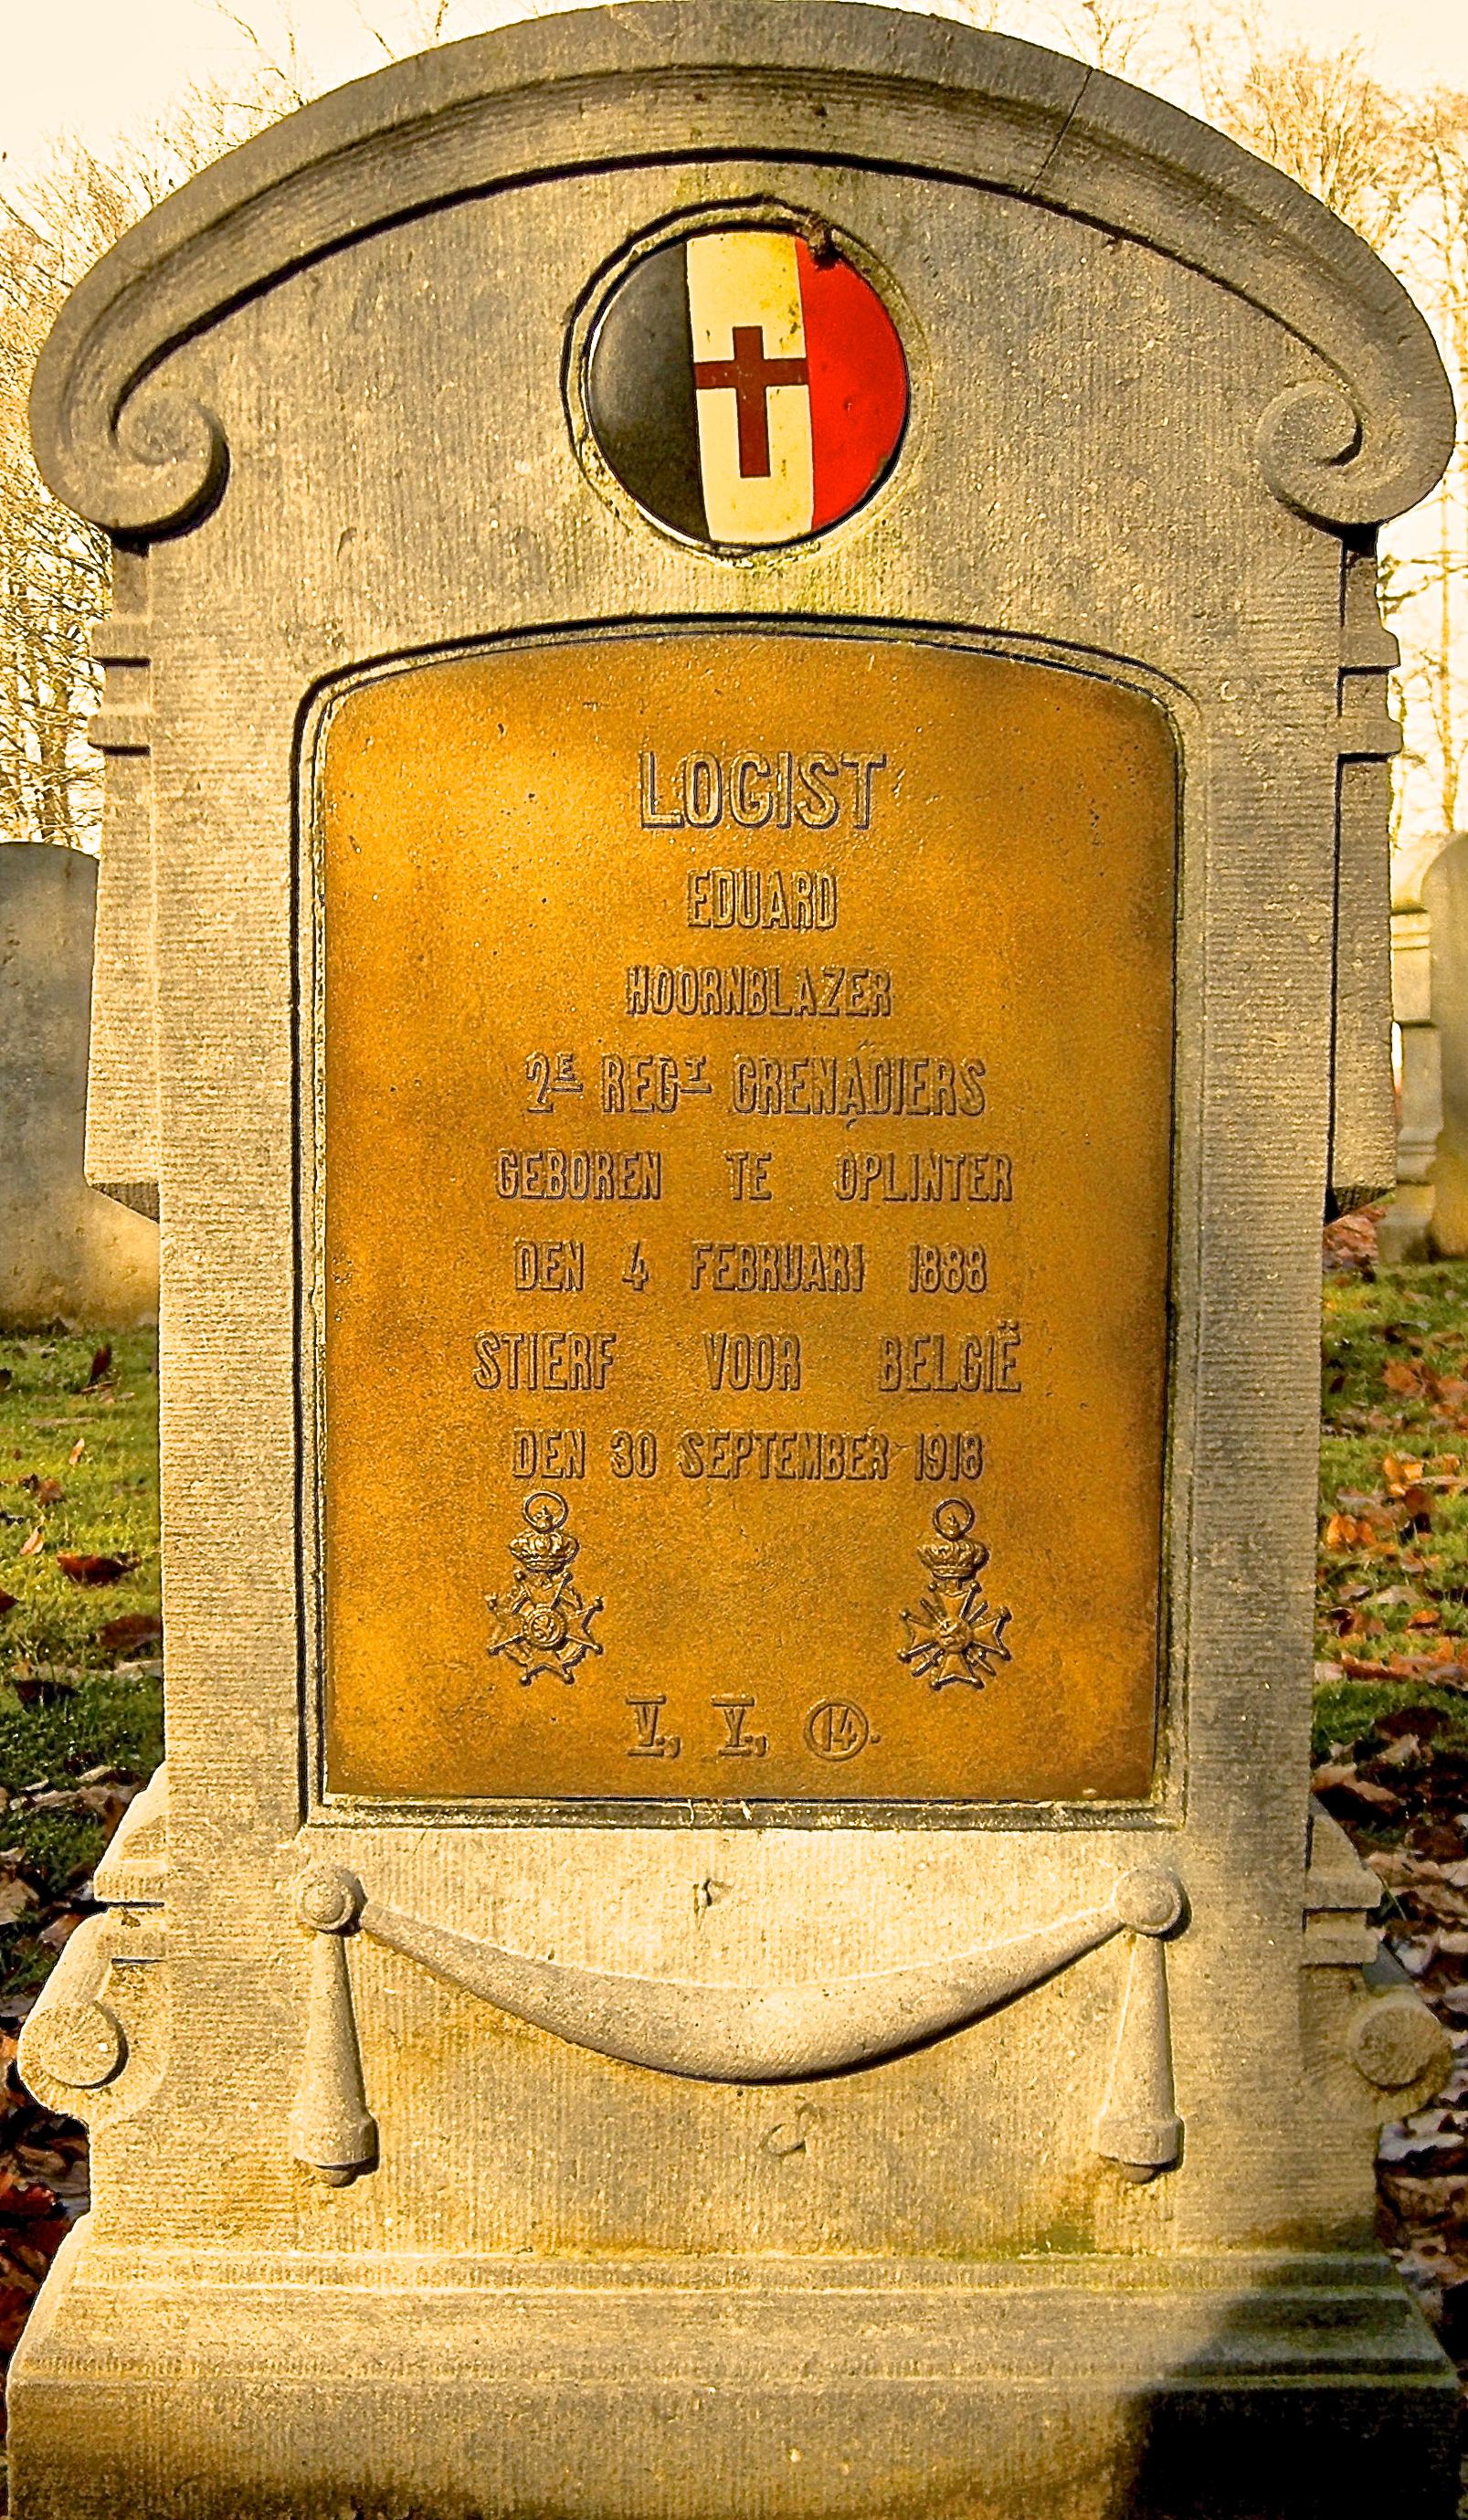 LOGIST
EDUARD
HOORNBLAZER
2E REGT GRENADIERS
GEBOREN TE OPLINTER
DEN 4 FEBRUARI 1888
STIERF VOOR BELGIË
DEN 30 SEPTEMBER 1918
V., Y., 14.